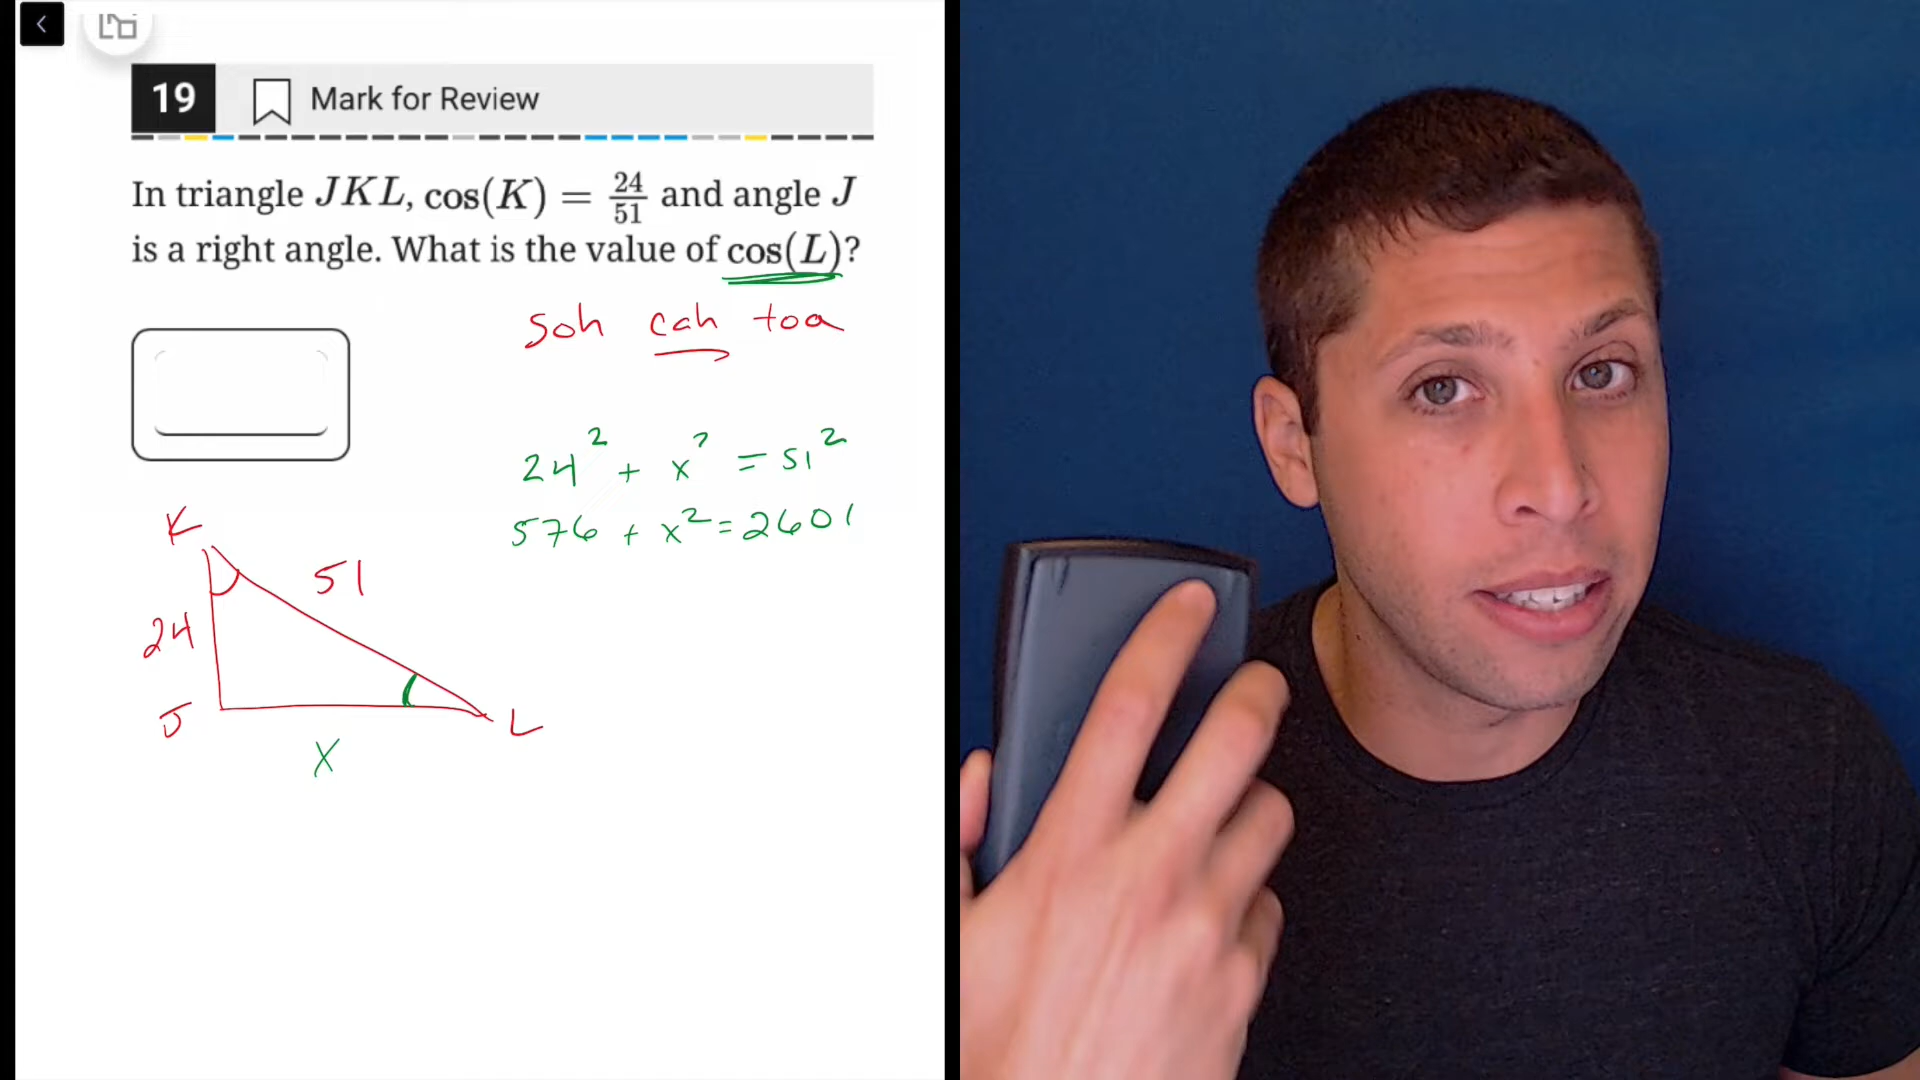 19 Mark for Review
In triangle JKL, cos(K) = 24/51 and angle J
is a right angle. What is the value of cos(L)?
Soh cah toa
24² + x² = 51²
576 + x² = 2601
K
51
24
J
L
X